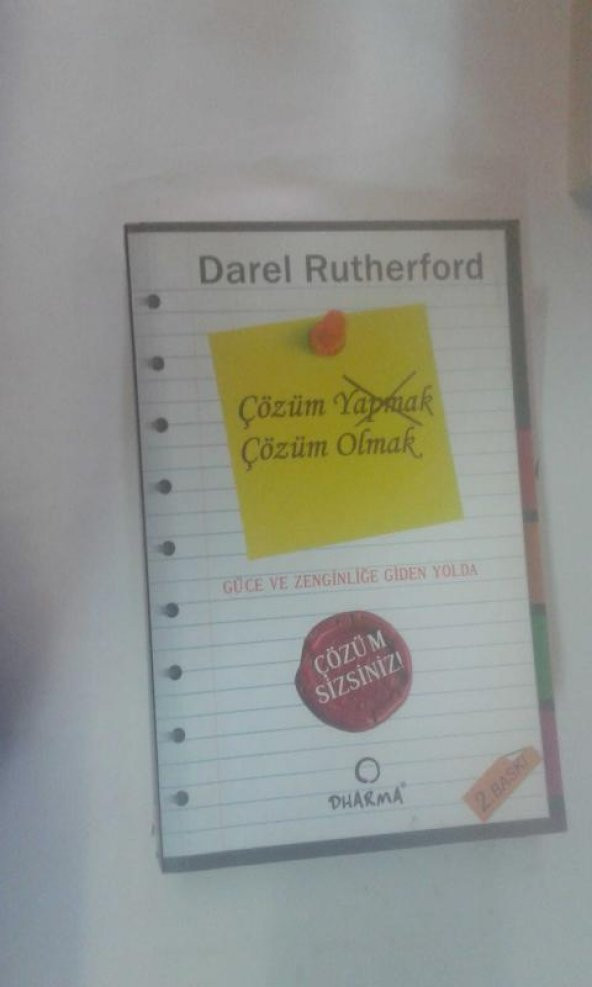 Darel Rutherford
Çözüm Yapmak
Çözüm Olmak
GÜCE VE ZENGİNLİĞE GİDEN YOLDA
ÇÖZÜM
SİZSİNİZ!
DHARMA
2. BASKI